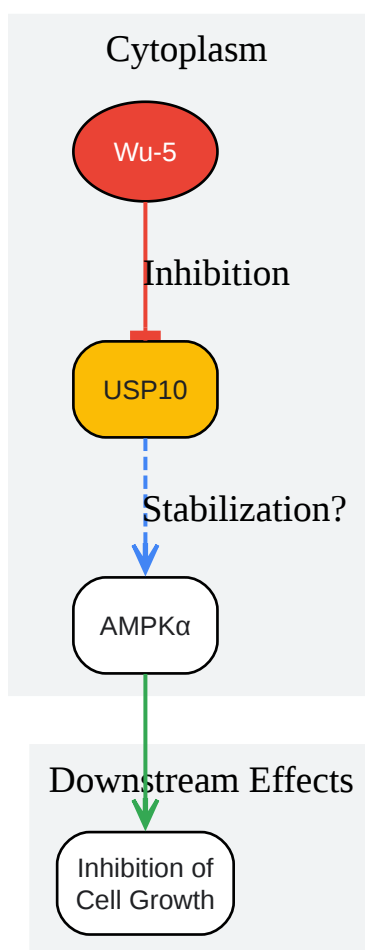 Cytoplasm
Wu-5
Inhibition
USP10
Stabilization?
AMPKα
Downstream Effects
Inhibition of
Cell Growth